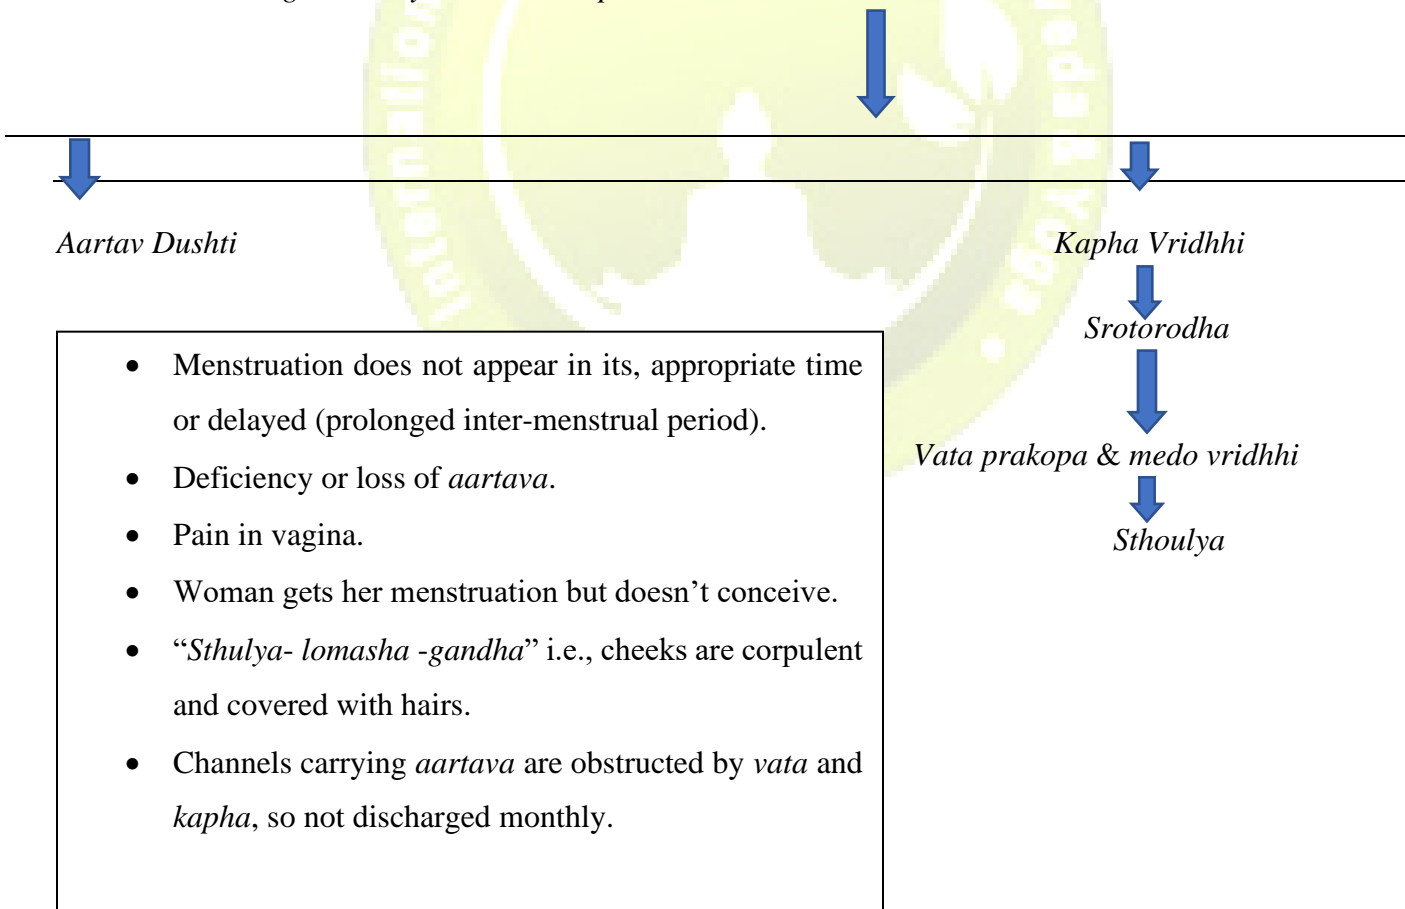 Aartav Dushti
Kapha Vridhhi
Srotorodha
Vata prakopa & medo vridhhi
Sthoulya
• Menstruation does not appear in its, appropriate time
or delayed (prolonged inter-menstrual period).
• Deficiency or loss of aartava.
• Pain in vagina.
• Woman gets her menstruation but doesn’t conceive.
• “Sthulya- lomasha -gandha” i.e., cheeks are corpulent
and covered with hairs.
• Channels carrying aartava are obstructed by vata and
kapha, so not discharged monthly.